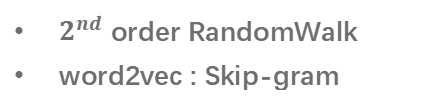 • 2ⁿᵈ order RandomWalk
• word2vec : Skip-gram